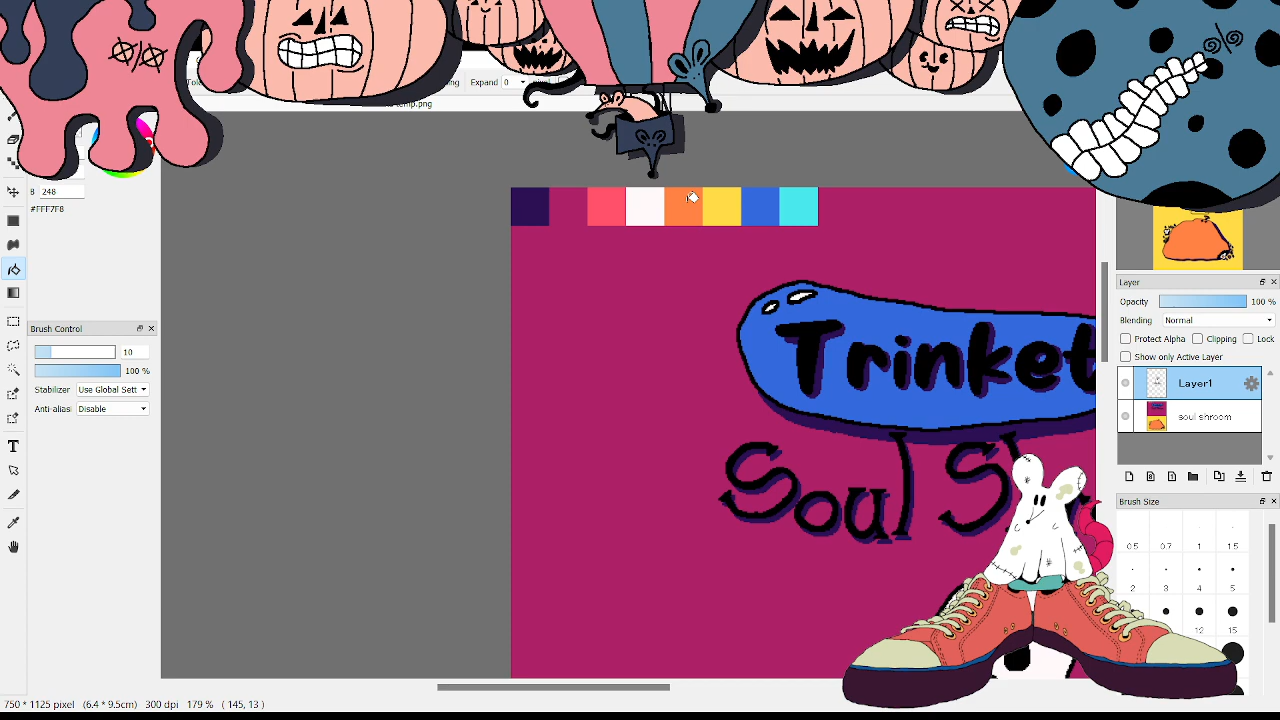 Expand 0
temp.png
B 248
#FFF7F8
Layer
Opacity 100 %
Blending Normal
Protect Alpha Clipping Lock
Show only Active Layer
Layer1
soul shroom
Brush Control
10
100 %
Stabilizer Use Global Sett
Anti-alias Disable
Trinket
Soul Sh
Brush Size
0.5 0.7 1 1.5
2 3 4 5
12 15
750 * 1125 pixel (6.4 * 9.5cm) 300 dpi 179 % ( 145, 13 )